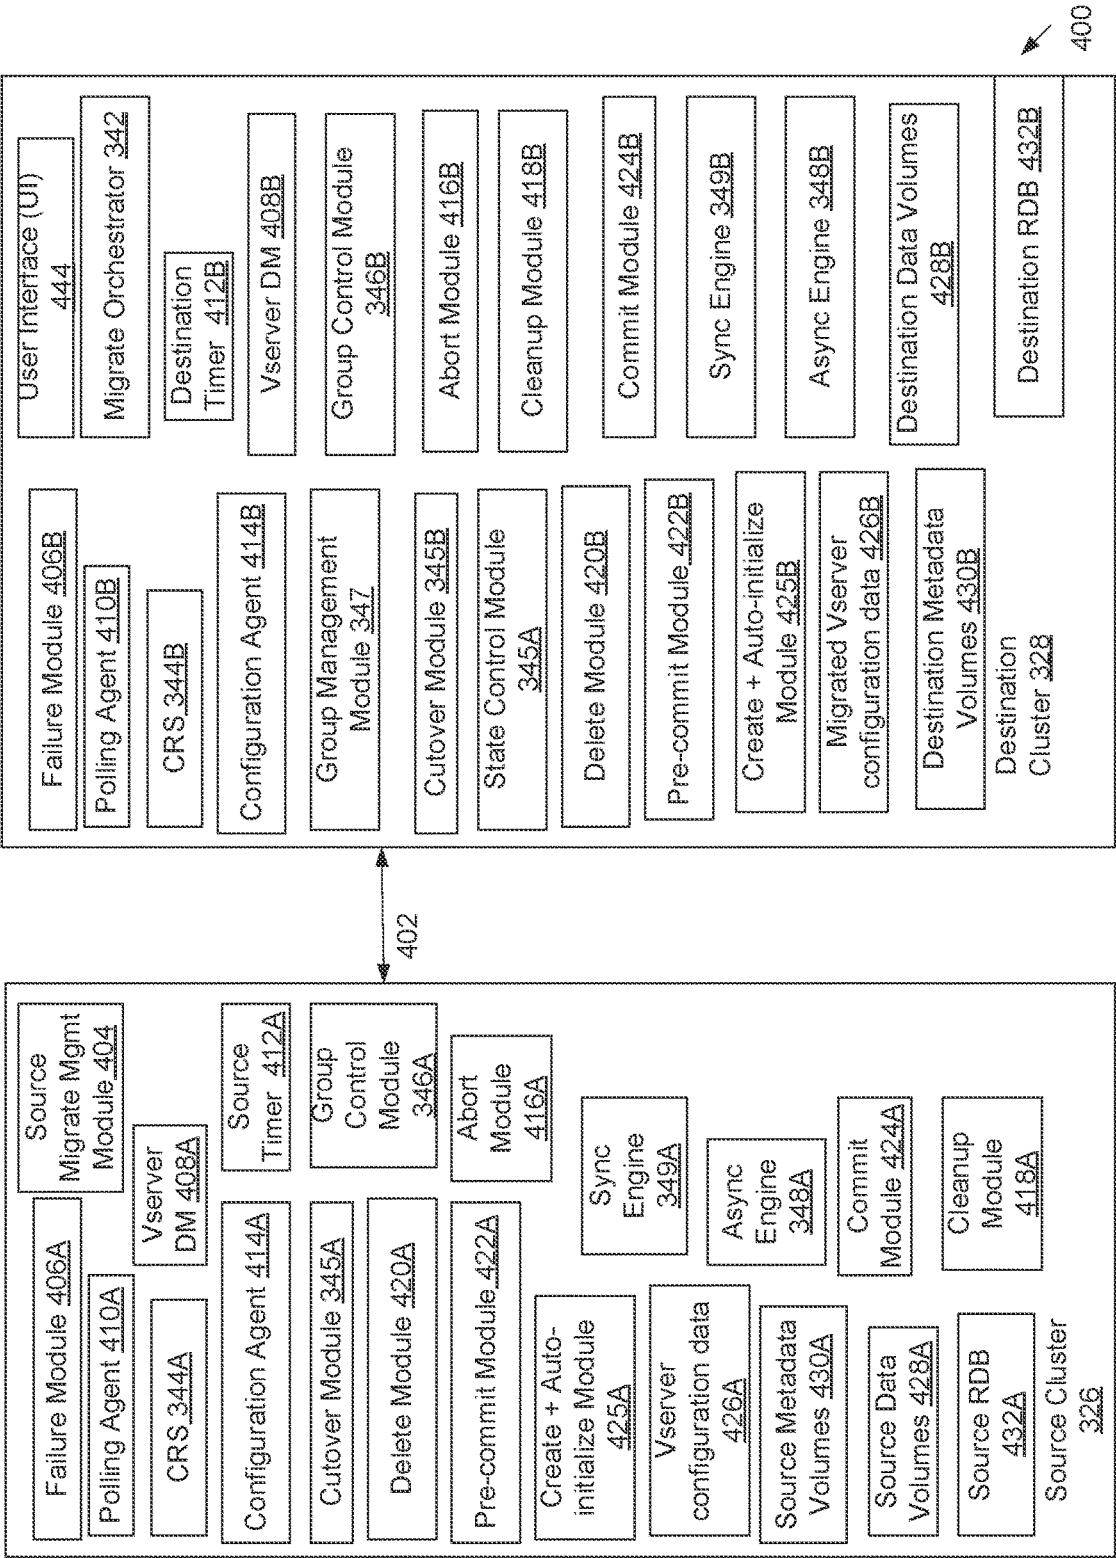 Source
Migrate Mgmt
Module 404
Failure Module 406A
Polling Agent 410A
Vserver
DM 408A
CRS 344A
Source
Timer 412A
Configuration Agent 414A
Group
Control
Module
346A
Cutover Module 345A
Delete Module 420A
Abort
Module
416A
Pre-commit Module 422A
Create + Auto-
initialize Module
425A
Sync
Engine
349A
Vserver
configuration data
426A
Async
Engine
348A
Source Metadata
Volumes 430A
Commit
Module 424A
Source Data
Volumes 428A
Cleanup
Module
418A
Source RDB
432A
Source Cluster
326
402
User Interface (UI)
444
Failure Module 406B
Migrate Orchestrator 342
Polling Agent 410B
Destination
Timer 412B
CRS 344B
Vserver DM 408B
Configuration Agent 414B
Group Control Module
346B
Group Management
Module 347
Abort Module 416B
Cutover Module 345B
Cleanup Module 418B
State Control Module
345A
Commit Module 424B
Delete Module 420B
Sync Engine 349B
Pre-commit Module 422B
Async Engine 348B
Create + Auto-initialize
Module 425B
Migrated Vserver
configuration data 426B
Destination Data Volumes
428B
Destination Metadata
Volumes 430B
Destination RDB 432B
Destination
Cluster 328
400